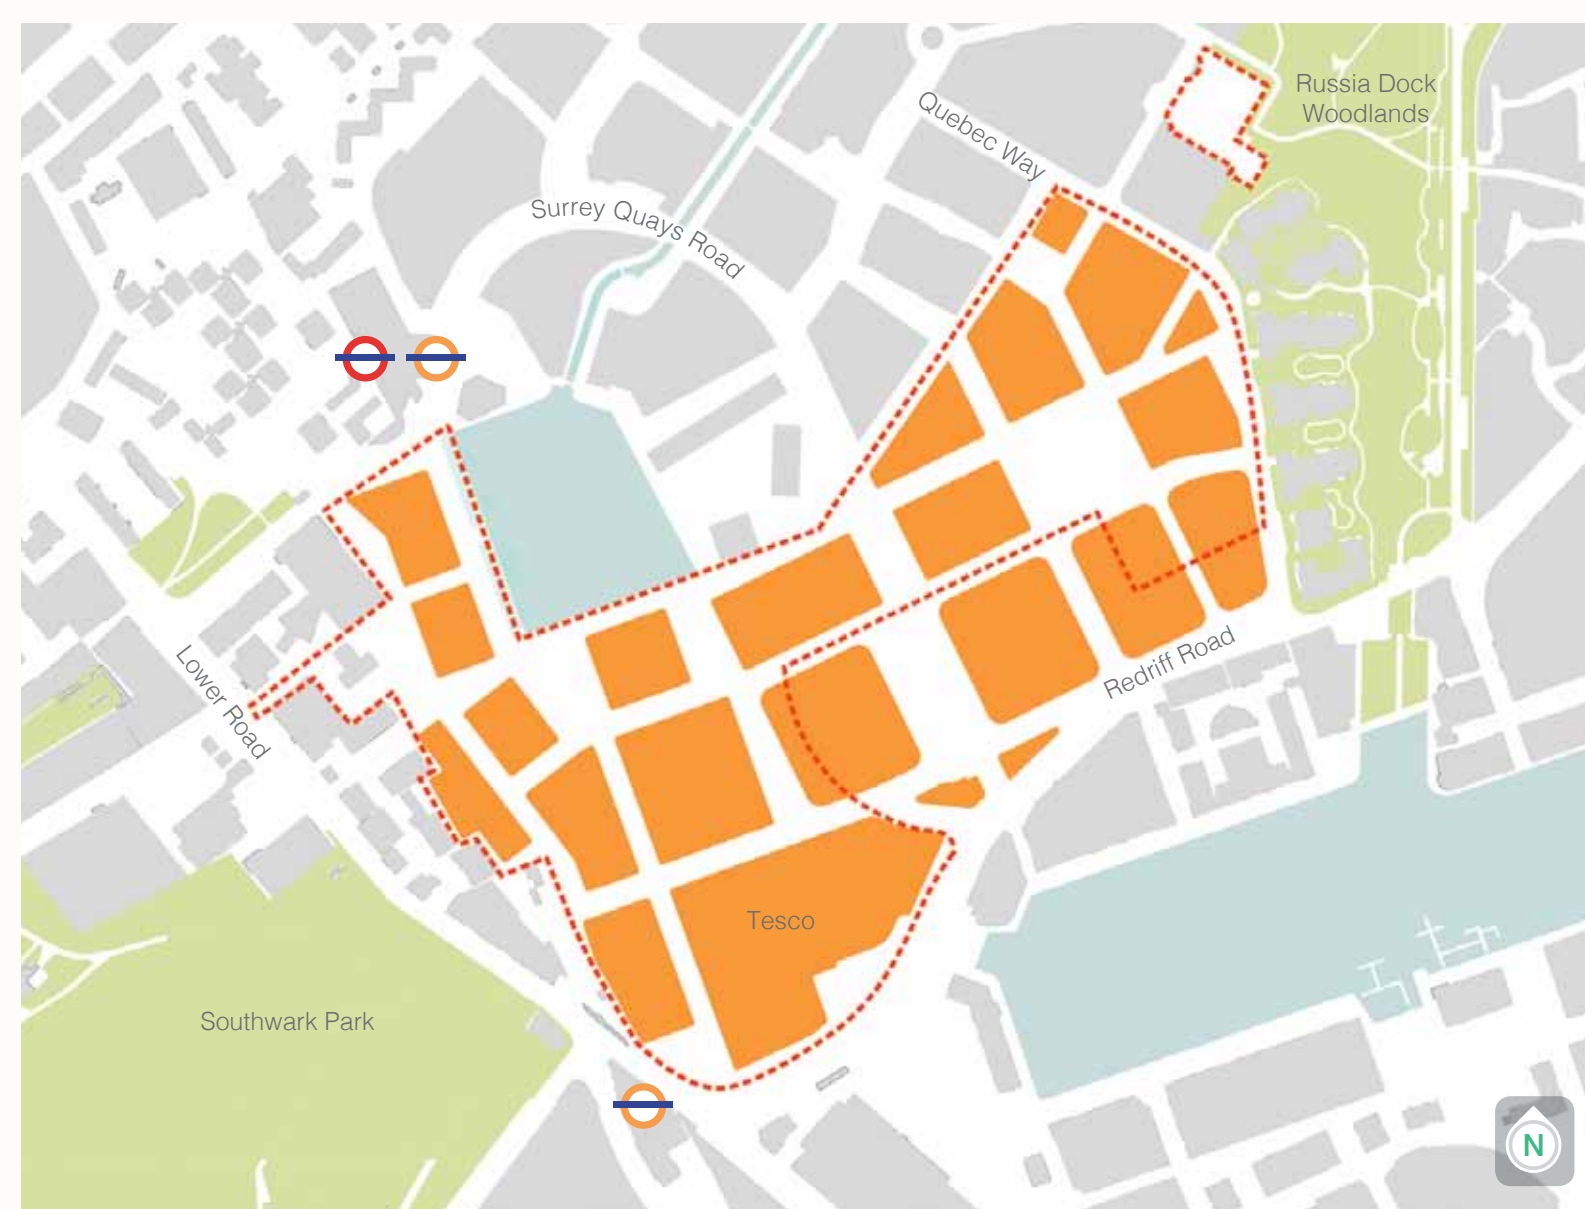 Russia Dock
Woodlands
Quebec Way
Surrey Quays Road
Lower Road
Redriff Road
Tesco
Southwark Park
N